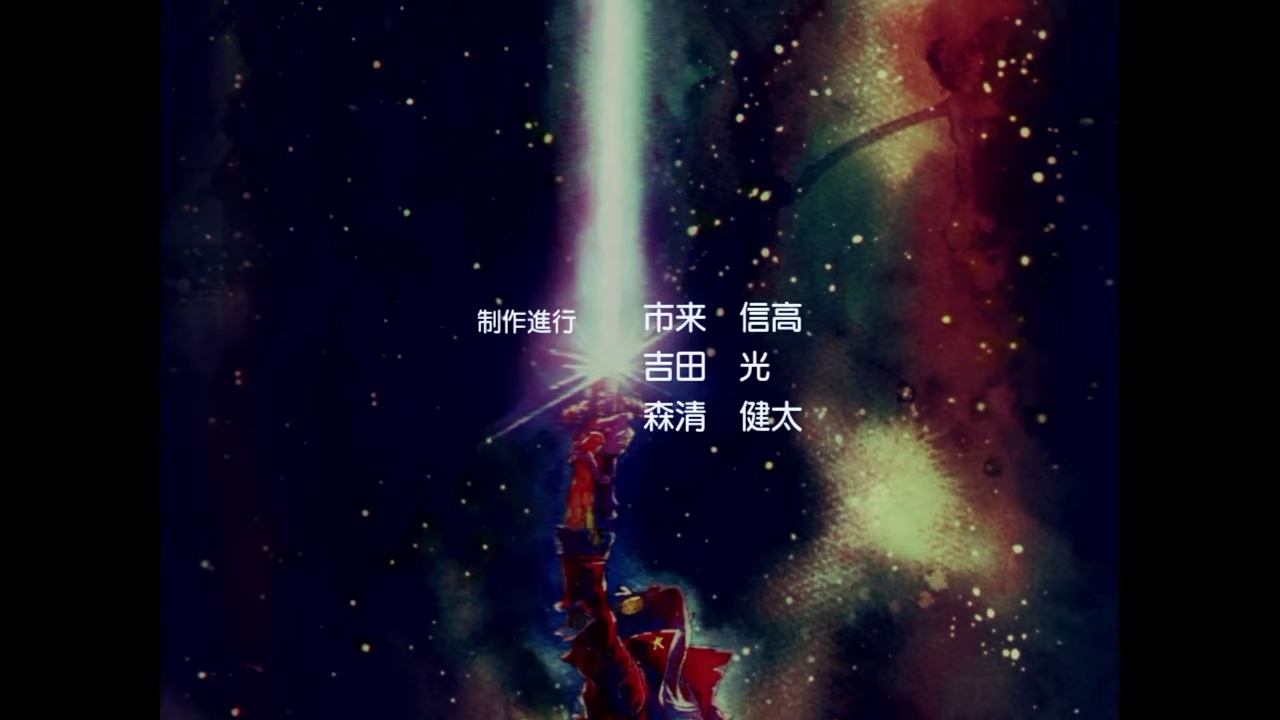 制作進行 市来 信高
吉田 光
森清 健太